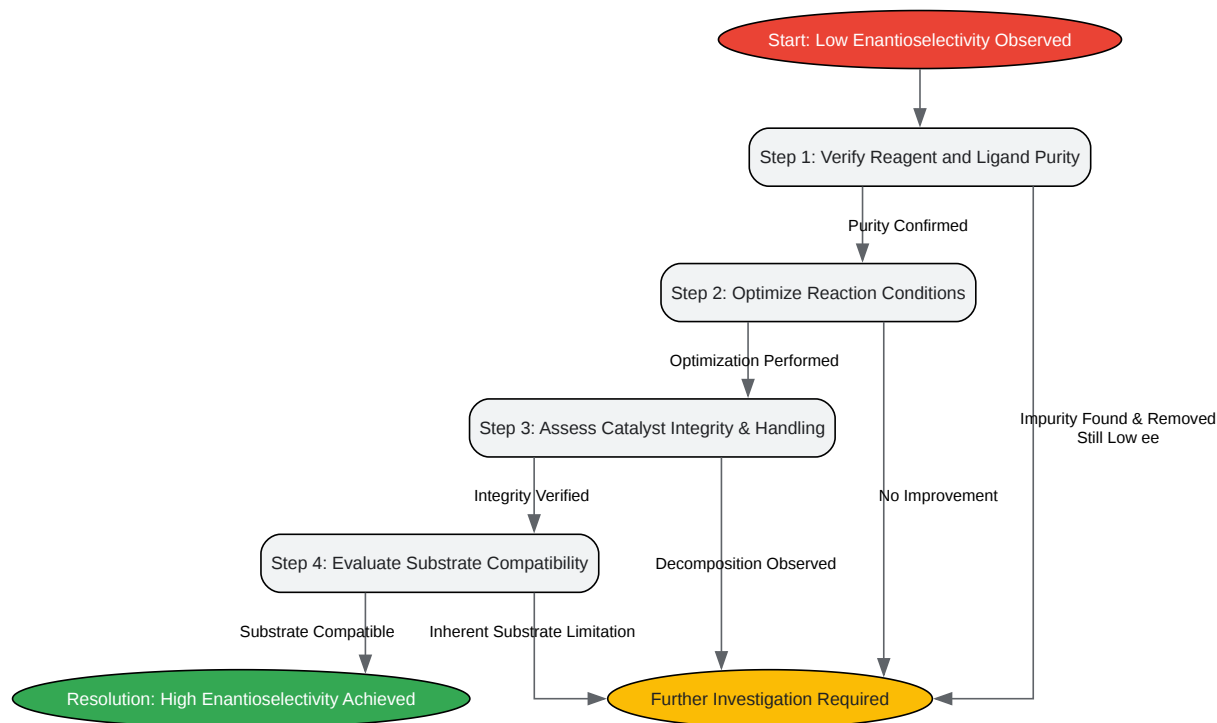 Start: Low Enantioselectivity Observed
Step 1: Verify Reagent and Ligand Purity
Purity Confirmed
Step 2: Optimize Reaction Conditions
Optimization Performed
Impurity Found & Removed
Still Low ee
Step 3: Assess Catalyst Integrity & Handling
Integrity Verified
No Improvement
Step 4: Evaluate Substrate Compatibility
Decomposition Observed
Substrate Compatible
Inherent Substrate Limitation
Resolution: High Enantioselectivity Achieved
Further Investigation Required